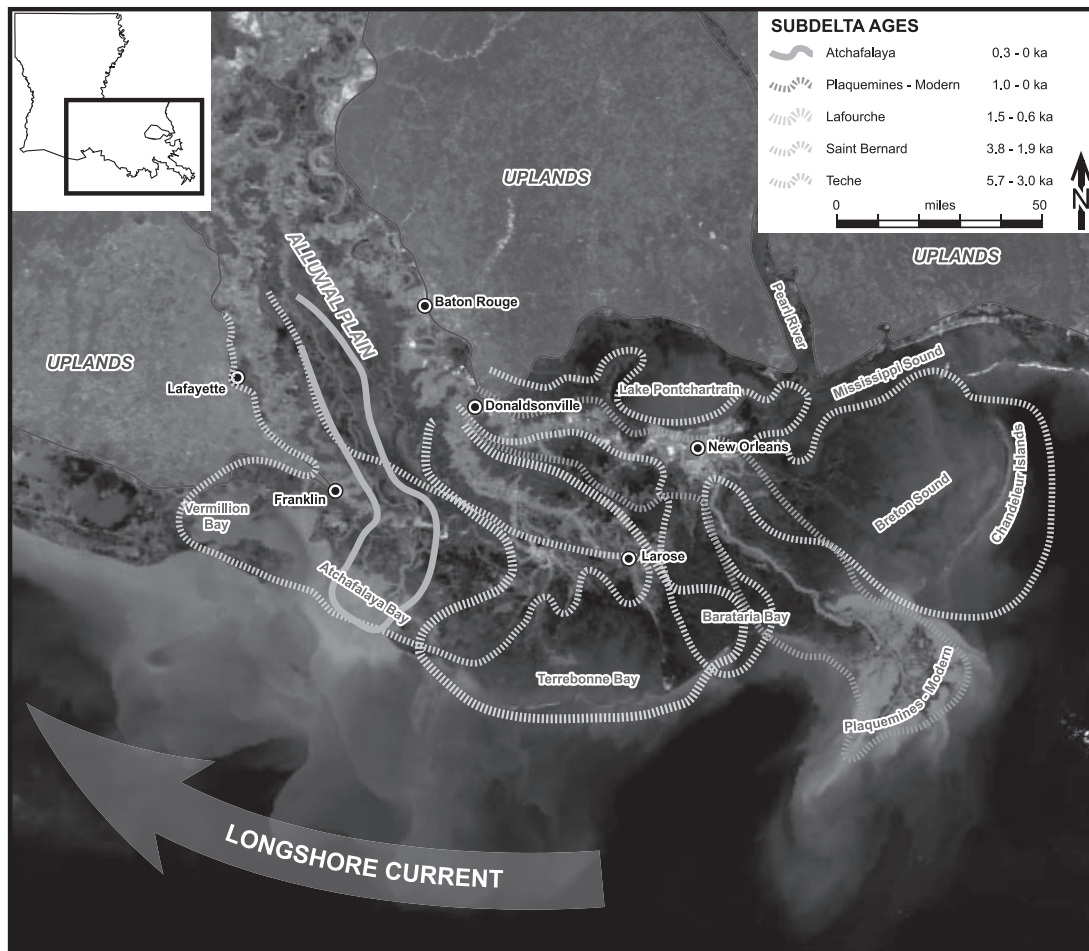 SUBDELTA AGES
Atchafalaya 0.3 - 0 ka
Plaquemines - Modern 1.0 - 0 ka
Lafourche 1.5 - 0.6 ka
Saint Bernard 3.8 - 1.9 ka
Teche 5.7 - 3.0 ka
0 miles 50
N
UPLANDS
UPLANDS
ALLUVIAL PLAIN
Baton Rouge
Pearl River
UPLANDS
Mississippi Sound
Lafayette
Lake Pontchartrain
Donaldsonville
New Orleans
Chandeleur Islands
Breton Sound
Franklin
Vermillion
Bay
Larose
Atchafalaya Bay
Barataria Bay
Terrebonne Bay
Plaquemines - Modern
LONGSHORE CURRENT